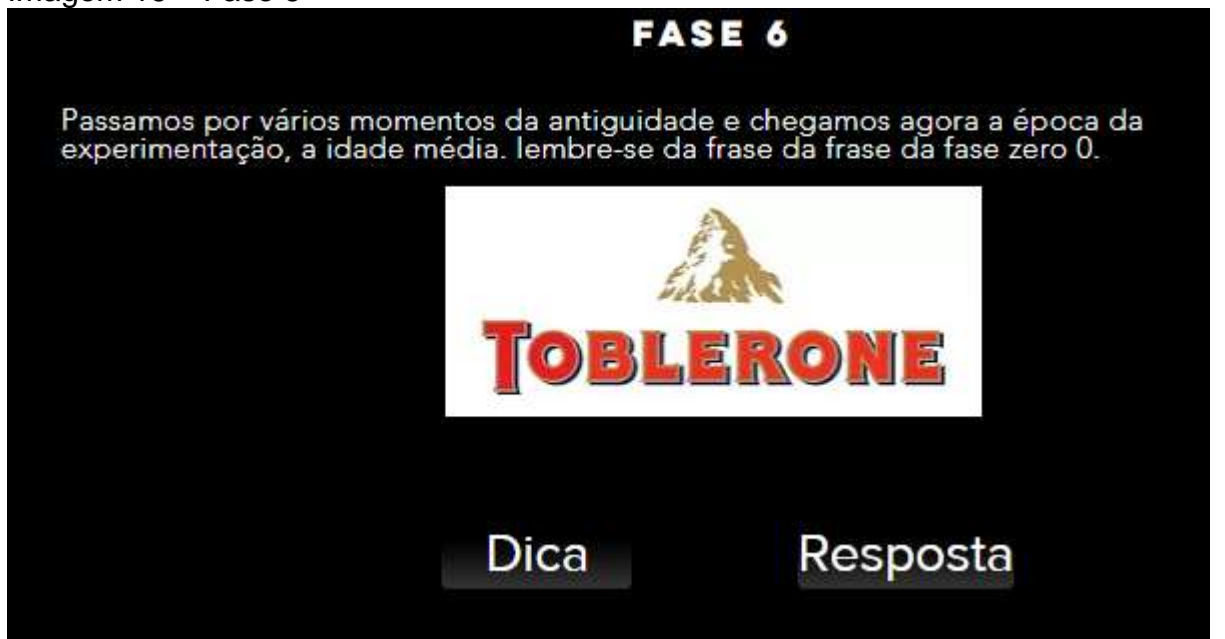 FASE 6
Passamos por vários momentos da antiguidade e chegamos agora a época da
experimentação, a idade média. lembre-se da frase da frase da fase zero 0.
TOBLERONE
Dica
Resposta